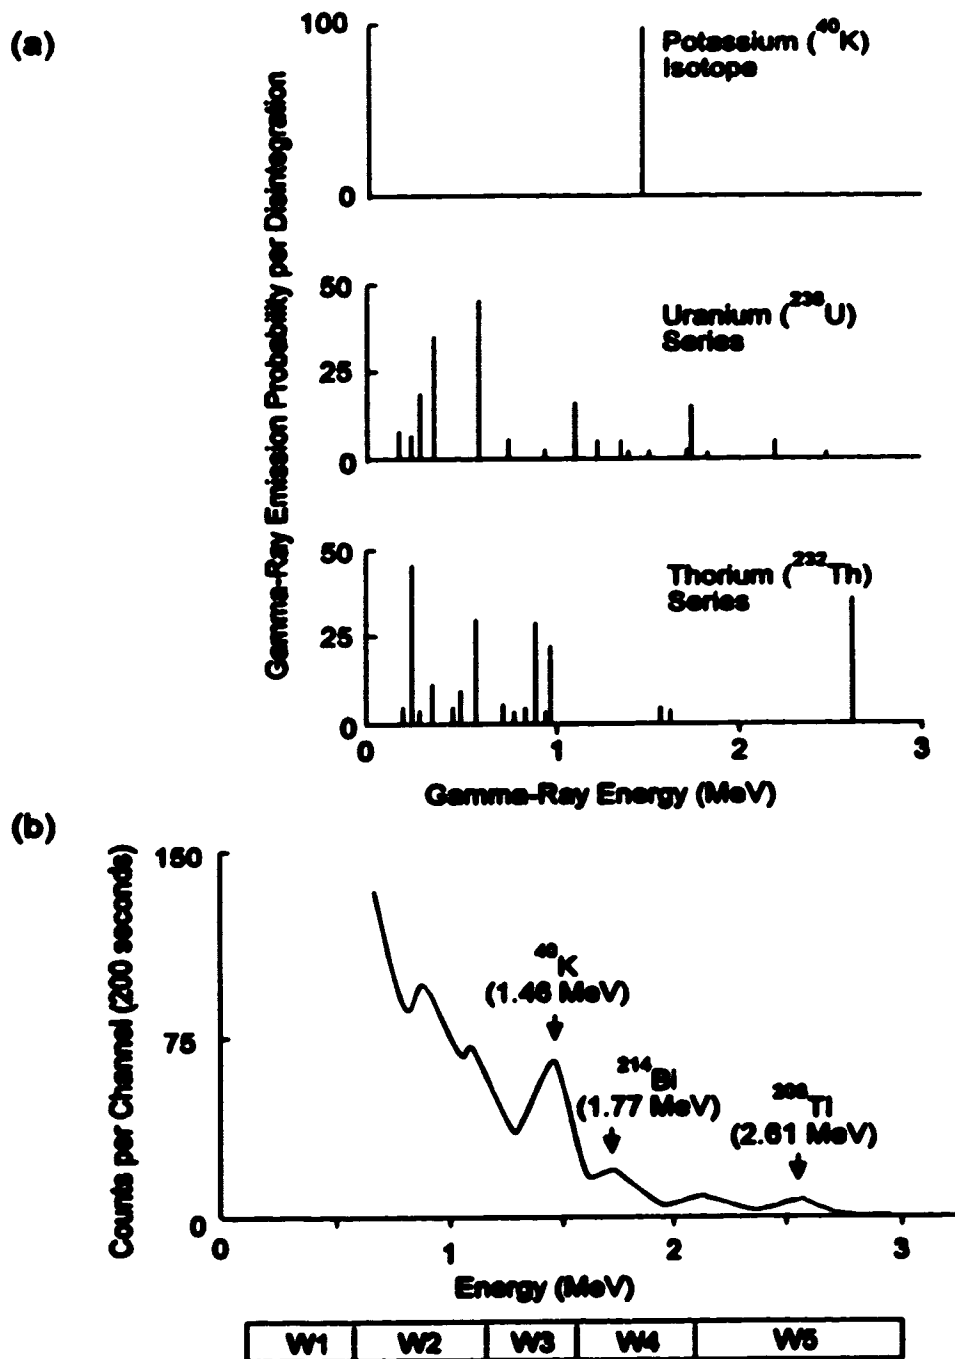 (a)
Gamma-Ray Emission Probability per Disintegration
100
0
Potassium (⁴⁰K)
Isotope
50
25
0
Uranium (²³⁸U)
Series
50
25
0
Thorium (²³²Th)
Series
0 1 2 3
Gamma-Ray Energy (MeV)
(b)
Counts per Channel (200 seconds)
150
75
0
⁴⁰K
(1.46 MeV)
²¹⁴Bi
(1.77 MeV)
²⁰⁸Tl
(2.61 MeV)
0 1 2 3
Energy (MeV)
W1 W2 W3 W4 W5